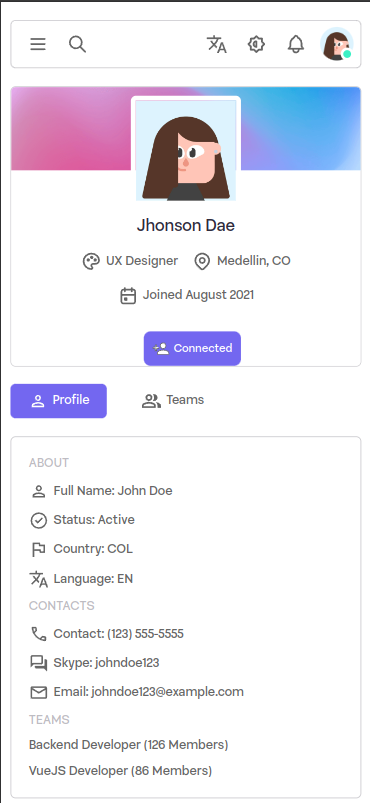 Jhonson Dae
UX Designer Medellin, CO
Joined August 2021
Connected
Profile Teams
ABOUT
Full Name: John Doe
Status: Active
Country: COL
Language: EN
CONTACTS
Contact: (123) 555-5555
Skype: johndoe123
Email: johndoe123@example.com
TEAMS
Backend Developer (126 Members)
VueJS Developer (86 Members)